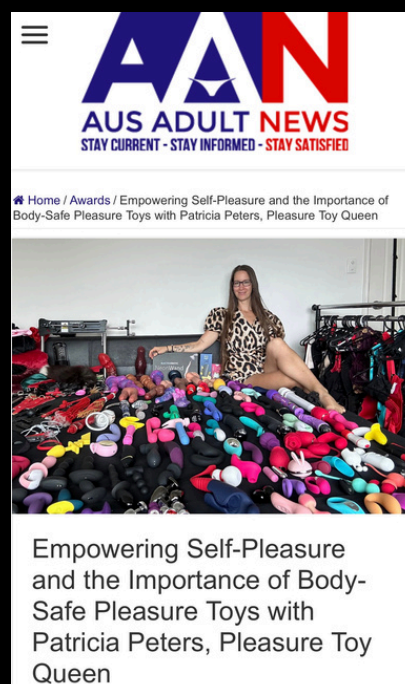 AAN
AUS ADULT NEWS
STAY CURRENT - STAY INFORMED - STAY SATISFIED
Home / Awards / Empowering Self-Pleasure and the Importance of
Body-Safe Pleasure Toys with Patricia Peters, Pleasure Toy Queen
Empowering Self-Pleasure
and the Importance of Body-
Safe Pleasure Toys with
Patricia Peters, Pleasure Toy
Queen